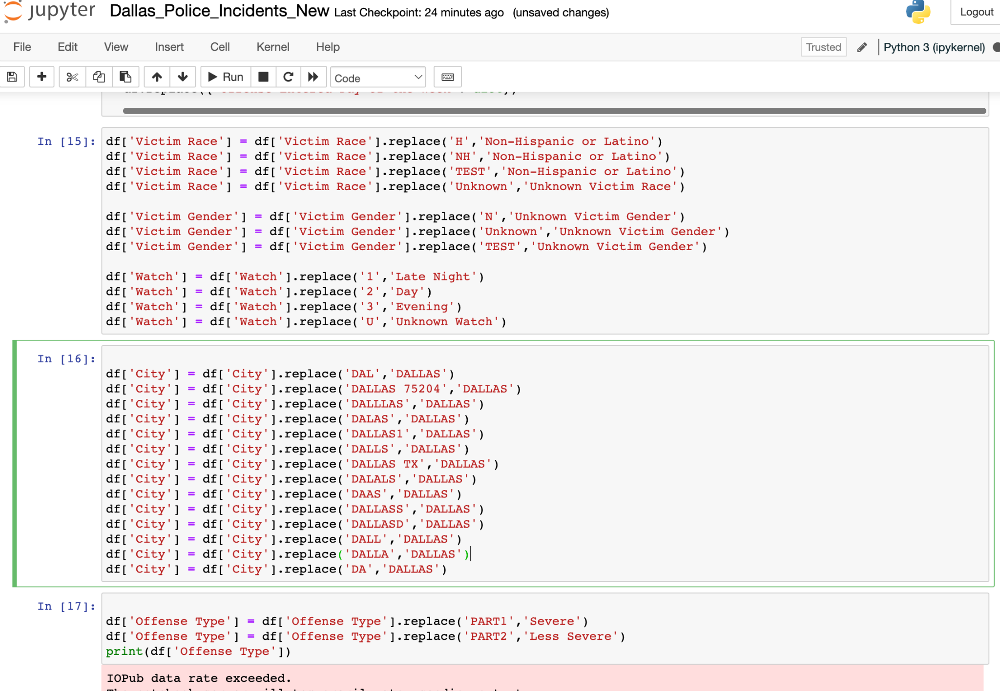 jupyter Dallas_Police_Incidents_New Last Checkpoint: 24 minutes ago (unsaved changes)
Logout
File Edit View Insert Cell Kernel Help
Trusted Python 3 (ipykernel)
Run Code
In [15]:
df['Victim Race'] = df['Victim Race'].replace('H','Non-Hispanic or Latino')
df['Victim Race'] = df['Victim Race'].replace('NH','Non-Hispanic or Latino')
df['Victim Race'] = df['Victim Race'].replace('TEST','Non-Hispanic or Latino')
df['Victim Race'] = df['Victim Race'].replace('Unknown','Unknown Victim Race')
df['Victim Gender'] = df['Victim Gender'].replace('N','Unknown Victim Gender')
df['Victim Gender'] = df['Victim Gender'].replace('Unknown','Unknown Victim Gender')
df['Victim Gender'] = df['Victim Gender'].replace('TEST','Unknown Victim Gender')
df['Watch'] = df['Watch'].replace('1','Late Night')
df['Watch'] = df['Watch'].replace('2','Day')
df['Watch'] = df['Watch'].replace('3','Evening')
df['Watch'] = df['Watch'].replace('U','Unknown Watch')
In [16]:
df['City'] = df['City'].replace('DAL','DALLAS')
df['City'] = df['City'].replace('DALLAS 75204','DALLAS')
df['City'] = df['City'].replace('DALLLAS','DALLAS')
df['City'] = df['City'].replace('DALAS','DALLAS')
df['City'] = df['City'].replace('DALLAS1','DALLAS')
df['City'] = df['City'].replace('DALLS','DALLAS')
df['City'] = df['City'].replace('DALLAS TX','DALLAS')
df['City'] = df['City'].replace('DALALS','DALLAS')
df['City'] = df['City'].replace('DAAS','DALLAS')
df['City'] = df['City'].replace('DALLASS','DALLAS')
df['City'] = df['City'].replace('DALLASD','DALLAS')
df['City'] = df['City'].replace('DALL','DALLAS')
df['City'] = df['City'].replace('DALLA','DALLAS')
df['City'] = df['City'].replace('DA','DALLAS')
In [17]:
df['Offense Type'] = df['Offense Type'].replace('PART1','Severe')
df['Offense Type'] = df['Offense Type'].replace('PART2','Less Severe')
print(df['Offense Type'])
IOPub data rate exceeded.